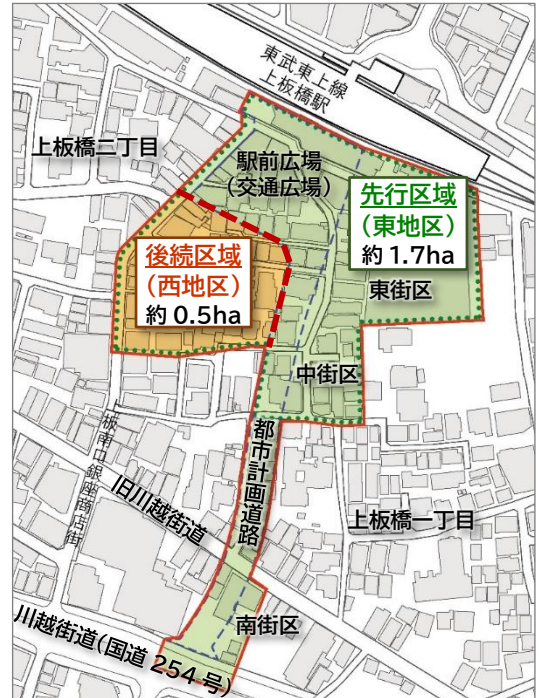 東武東上線
上板橋駅
上板橋二丁目
駅前広場
(交通広場)
先行区域
(東地区)
約1.7ha
後続区域
(西地区)
約0.5ha
東街区
中街区
都市計画道路
上板南口銀座商店街
旧川越街道
上板橋一丁目
南街区
川越街道(国道254号)